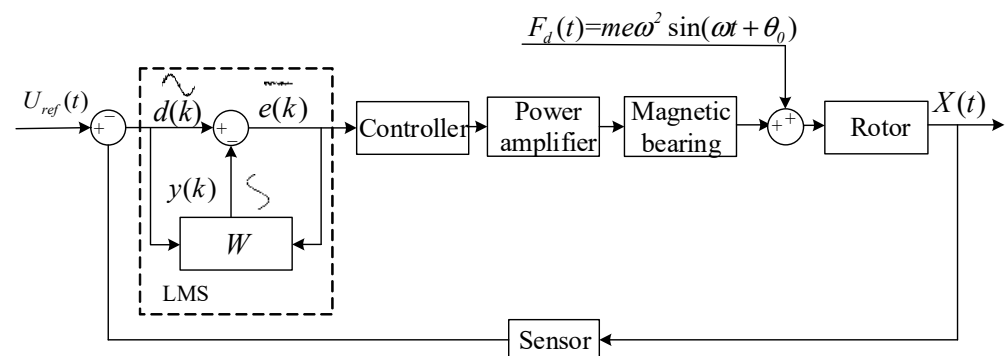 F_d(t)=meω² sin(ωt + θ₀)
U_ref(t)
d(k)
e(k)
X(t)
+
−
+
−
+
+
Controller
Power
amplifier
Magnetic
bearing
Rotor
y(k)
W
LMS
Sensor